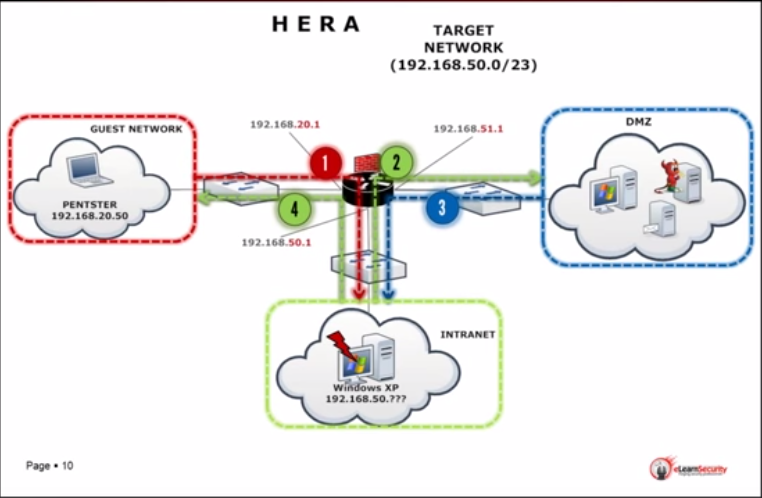 HERA
TARGET
NETWORK
(192.168.50.0/23)
GUEST NETWORK
192.168.20.1
192.168.51.1
DMZ
1
2
PENTSTER
192.168.20.50
4
3
192.168.50.1
INTRANET
Windows XP
192.168.50.???
Page • 10
eLearnSecurity